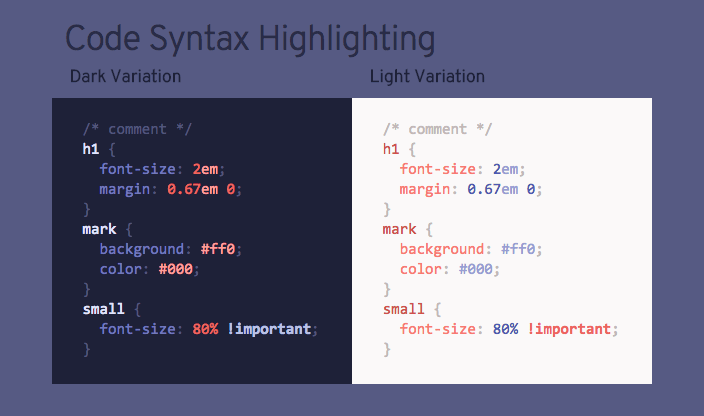 Code Syntax Highlighting
Dark Variation
/* comment */
h1 {
  font-size: 2em;
  margin: 0.67em 0;
}
mark {
  background: #ff0;
  color: #000;
}
small {
  font-size: 80% !important;
}
Light Variation
/* comment */
h1 {
  font-size: 2em;
  margin: 0.67em 0;
}
mark {
  background: #ff0;
  color: #000;
}
small {
  font-size: 80% !important;
}